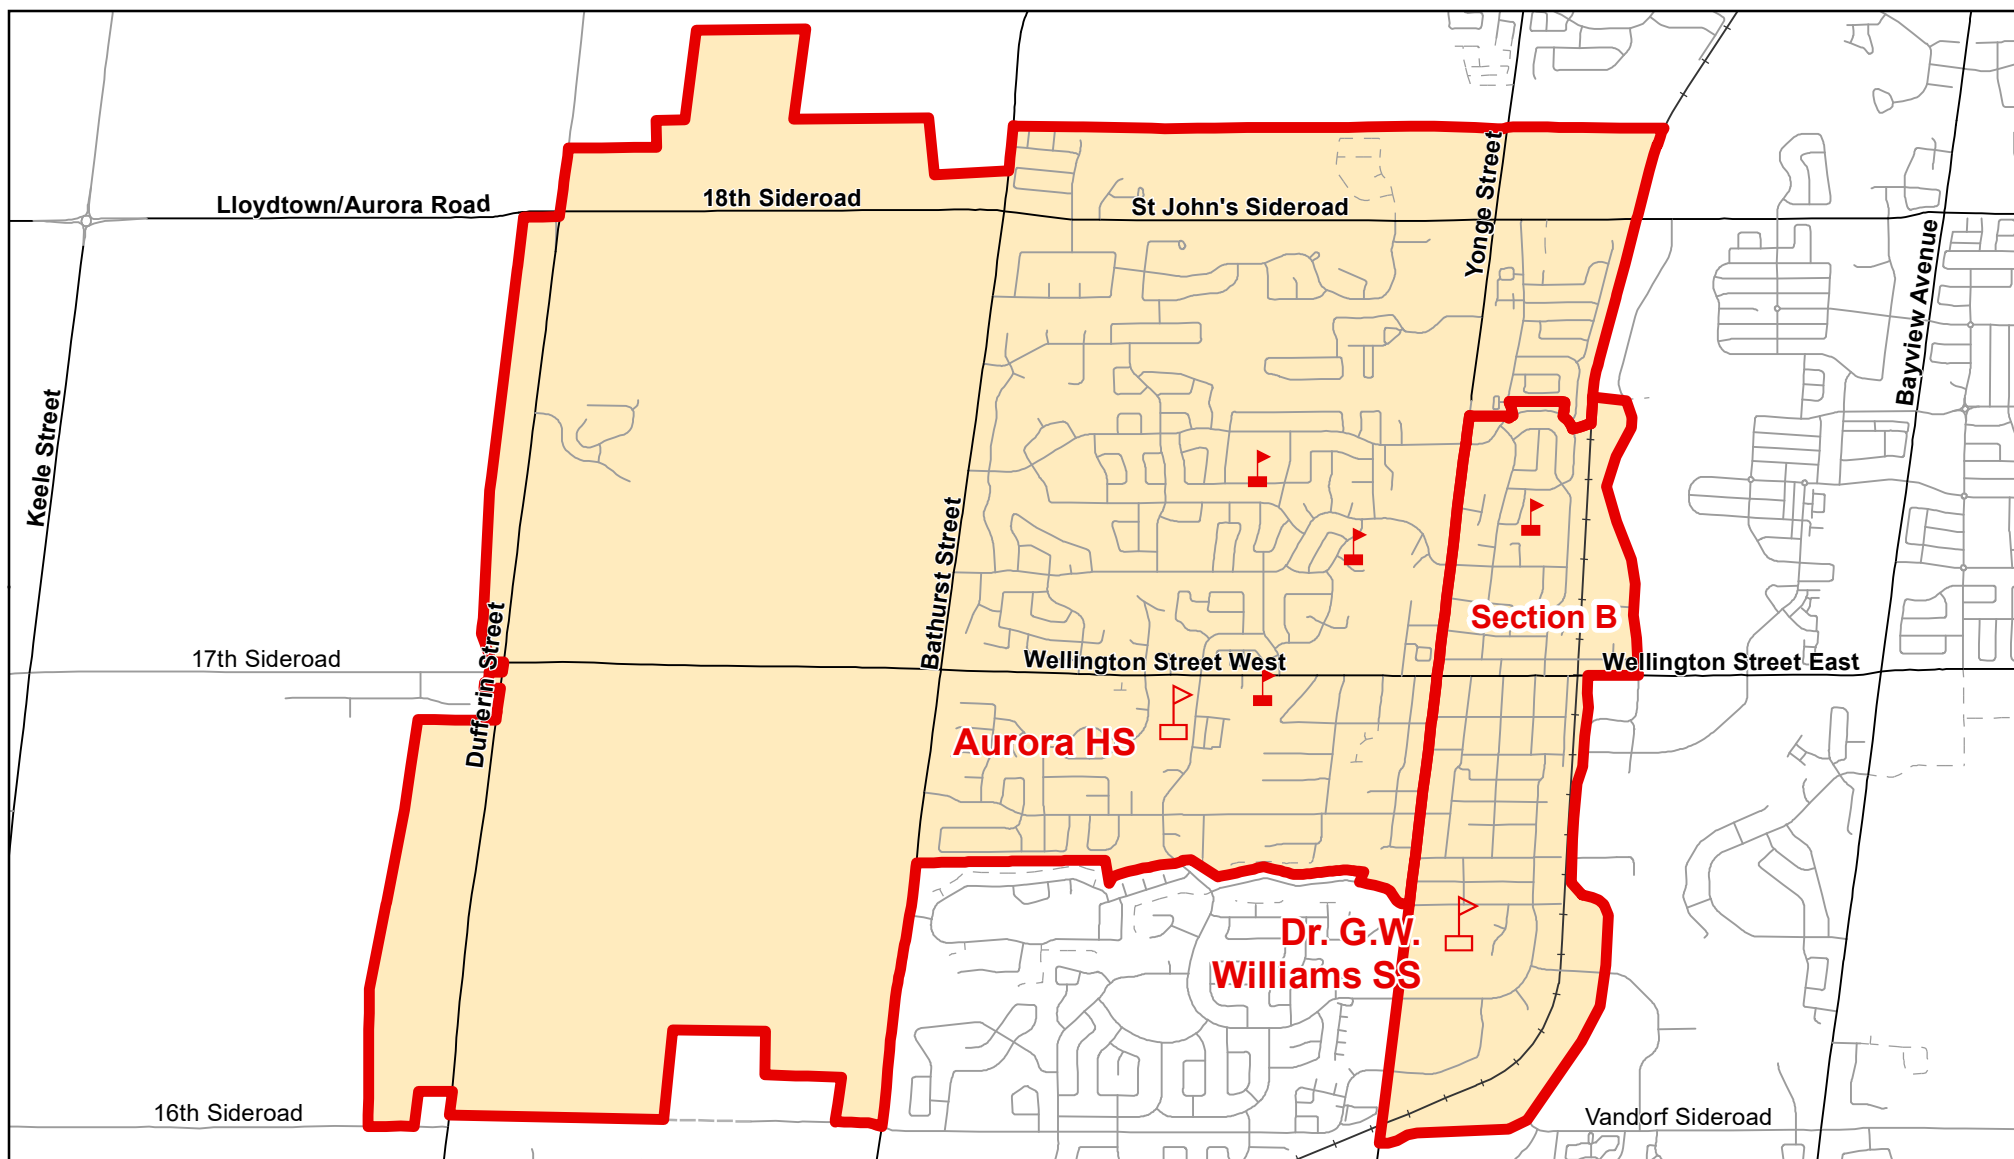 Lloydtown/Aurora Road
18th Sideroad
St John's Sideroad
Yonge Street
Bayview Avenue
Keele Street
Bathurst Street
Section B
17th Sideroad
Dufferin Street
Wellington Street West
Wellington Street East
Aurora HS
Dr. G.W.
Williams SS
16th Sideroad
Vandorf Sideroad